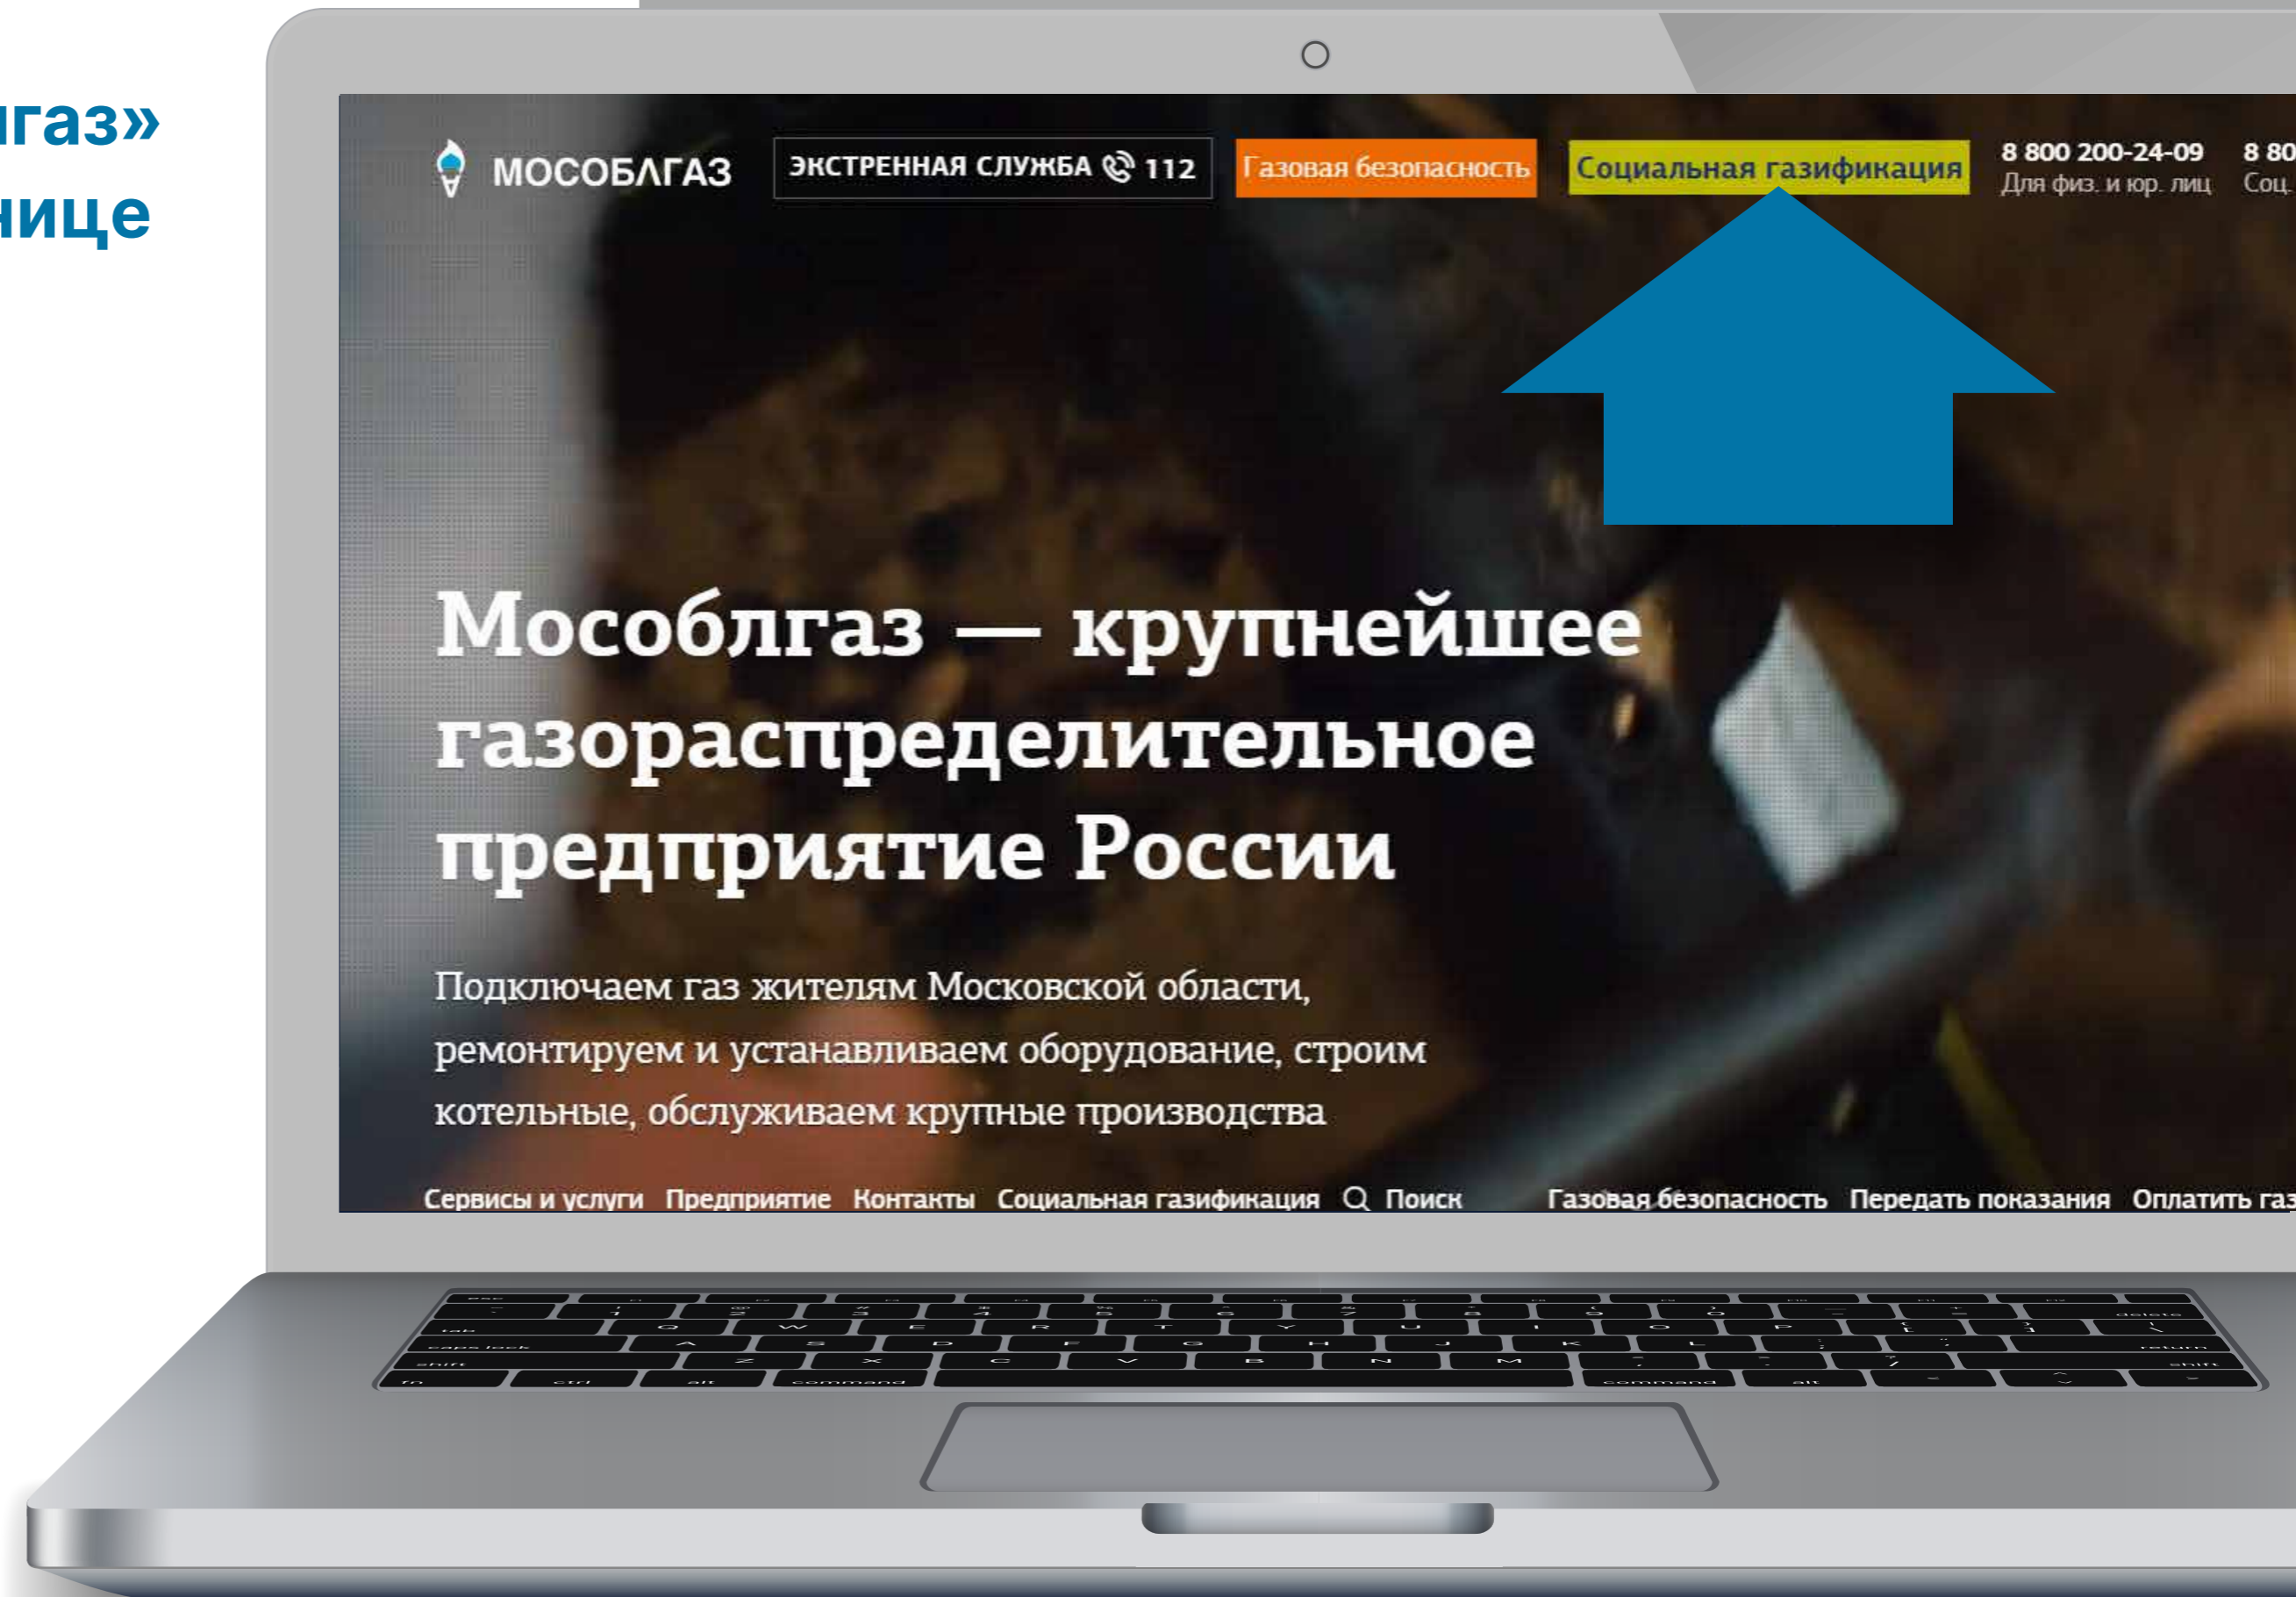 МОСОБЛГАЗ
ЭКСТРЕННАЯ СЛУЖБА 112
Газовая безопасность
Социальная газификация
8 800 200-24-09
Для физ. и юр. лиц
Соц.
Мособлгаз — крупнейшее
газораспределительное
предприятие России
Подключаем газ жителям Московской области,
ремонтируем и устанавливаем оборудование, строим
котельные, обслуживаем крупные производства
Сервисы и услуги Предприятие Контакты Социальная газификация Поиск Газовая безопасность Передать показания Оплатить газ